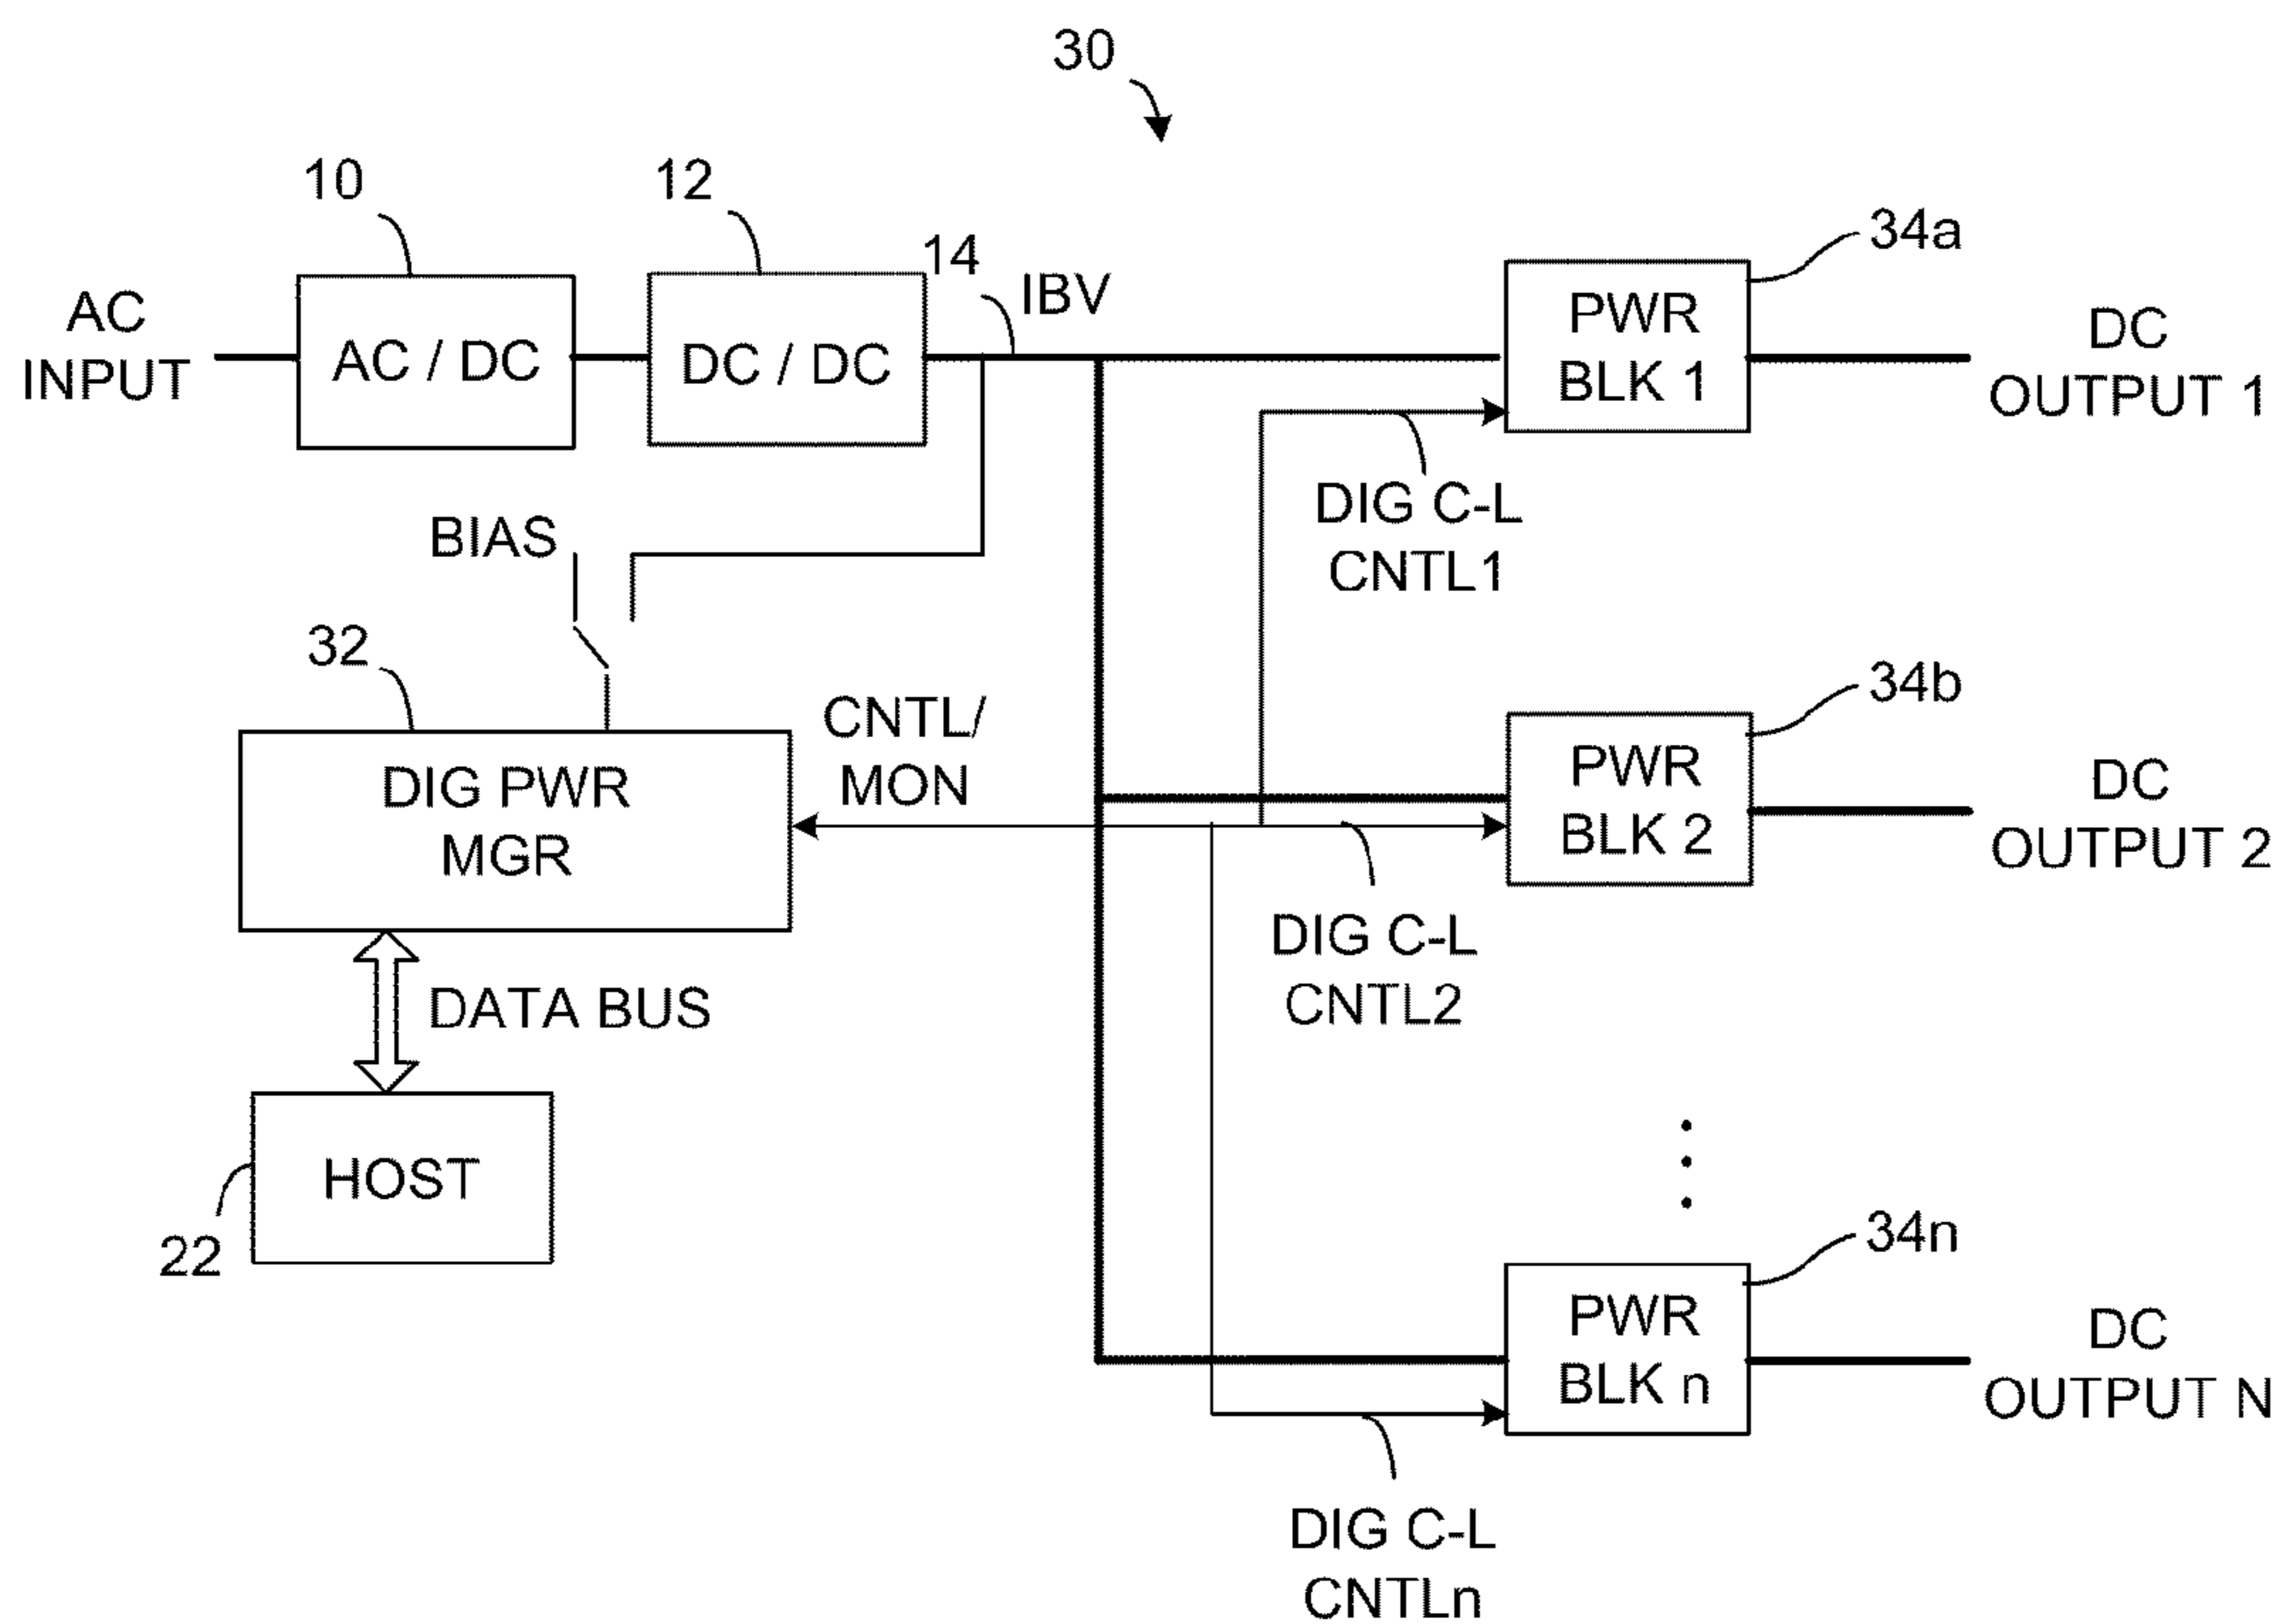 30
10
12
14
IBV
34a
AC
INPUT
AC / DC
DC / DC
PWR
BLK 1
DC
OUTPUT 1
DIG C-L
CNTL1
BIAS
32
DIG PWR
MGR
CNTL/
MON
34b
PWR
BLK 2
DC
OUTPUT 2
DIG C-L
CNTL2
DATA BUS
HOST
22
34n
PWR
BLK n
DC
OUTPUT N
DIG C-L
CNTLn